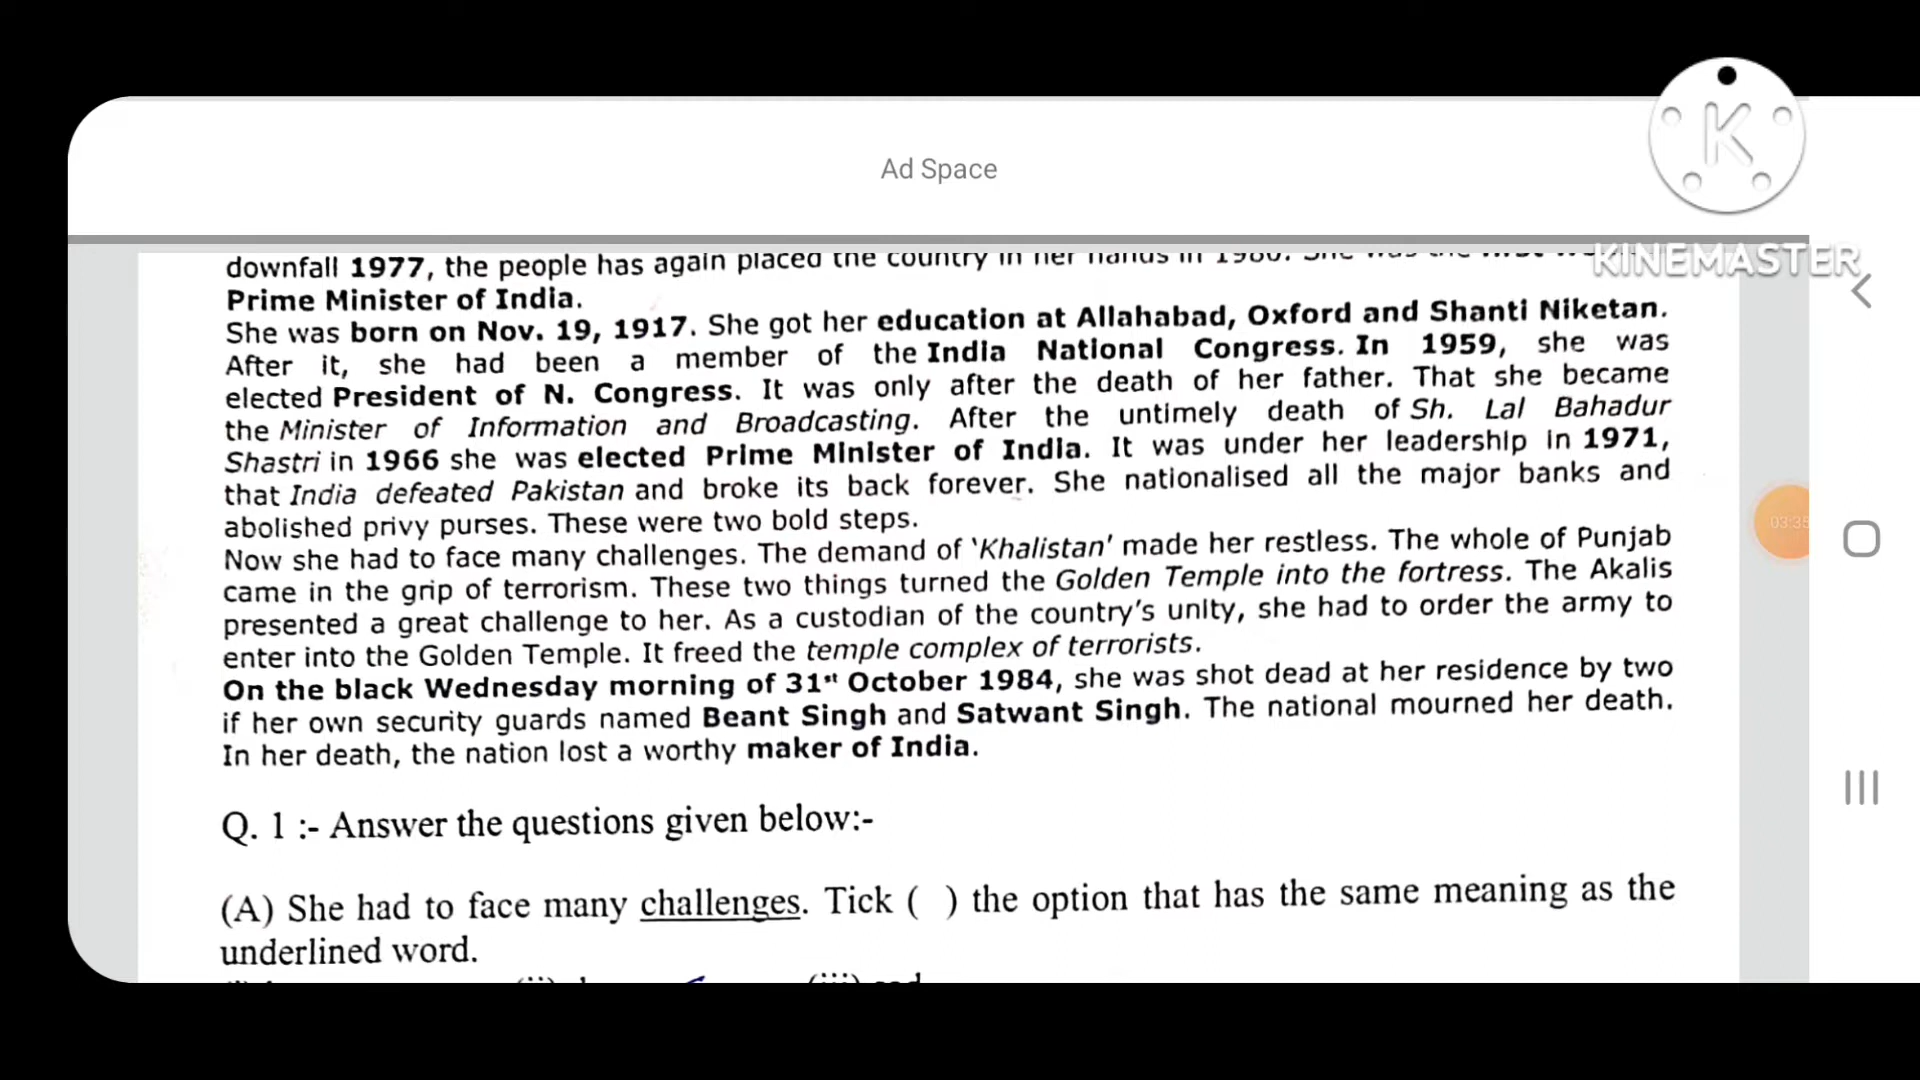 Ad Space
KINEMASTER
downfall 1977, the people has again placed the country in her hands in 1980. She was the first
Prime Minister of India.
She was born on Nov. 19, 1917. She got her education at Allahabad, Oxford and Shanti Niketan.
After it, she had been a member of the India National Congress. In 1959, she was
elected President of N. Congress. It was only after the death of her father. That she became
the Minister of Information and Broadcasting. After the untimely death of Sh. Lal Bahadur
Shastri in 1966 she was elected Prime Minister of India. It was under her leadership in 1971,
that India defeated Pakistan and broke its back forever. She nationalised all the major banks and
abolished privy purses. These were two bold steps.
Now she had to face many challenges. The demand of ‘Khalistan’ made her restless. The whole of Punjab
came in the grip of terrorism. These two things turned the Golden Temple into the fortress. The Akalis
presented a great challenge to her. As a custodian of the country’s unity, she had to order the army to
enter into the Golden Temple. It freed the temple complex of terrorists.
On the black Wednesday morning of 31st October 1984, she was shot dead at her residence by two
if her own security guards named Beant Singh and Satwant Singh. The national mourned her death.
In her death, the nation lost a worthy maker of India.
03:35
Q. 1 :- Answer the questions given below:-
(A) She had to face many challenges. Tick ( ) the option that has the same meaning as the
underlined word.